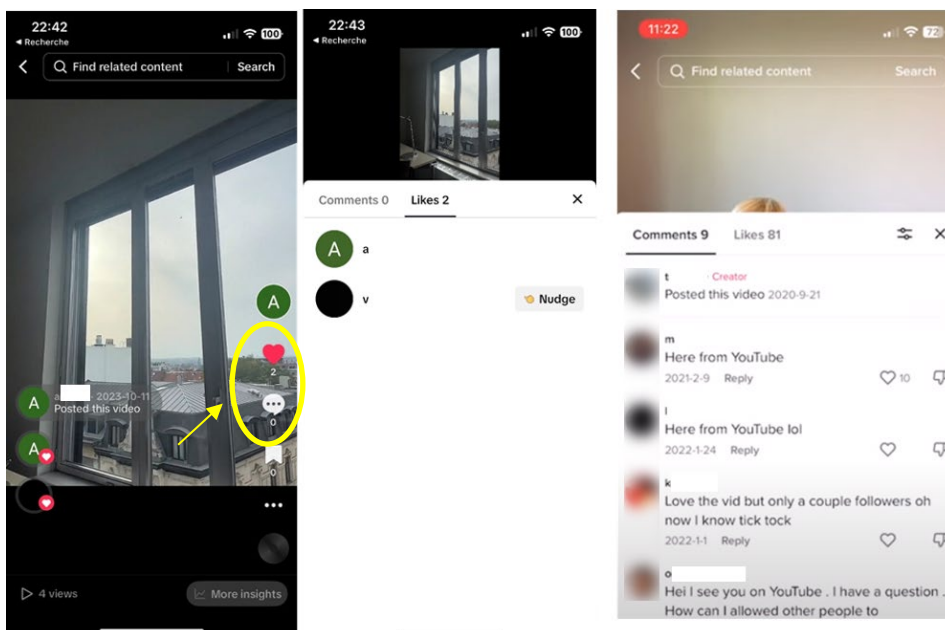 22:42
100
Recherche
Find related content
Search
A
2
a - 2023-10-11
A
Posted this video
0
A
0
4 views
More insights
22:43
100
Recherche
Comments 0
Likes 2
A
a
v
Nudge
11:22
72
Find related content
Search
Comments 9
Likes 81
t · Creator
Posted this video 2020-9-21
m
Here from YouTube
2021-2-9 Reply
10
l
Here from YouTube lol
2022-1-24 Reply
k
Love the vid but only a couple followers oh
now I know tick tock
2022-1-1 Reply
o
Hei I see you on YouTube . I have a question .
How can I allowed other people to